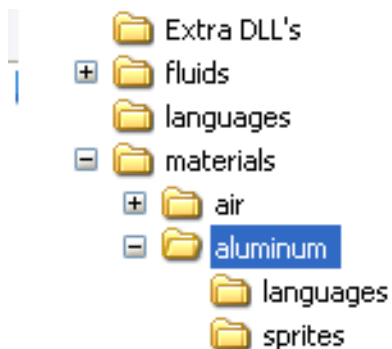 Extra DLL's
fluids
languages
materials
air
aluminum
languages
sprites